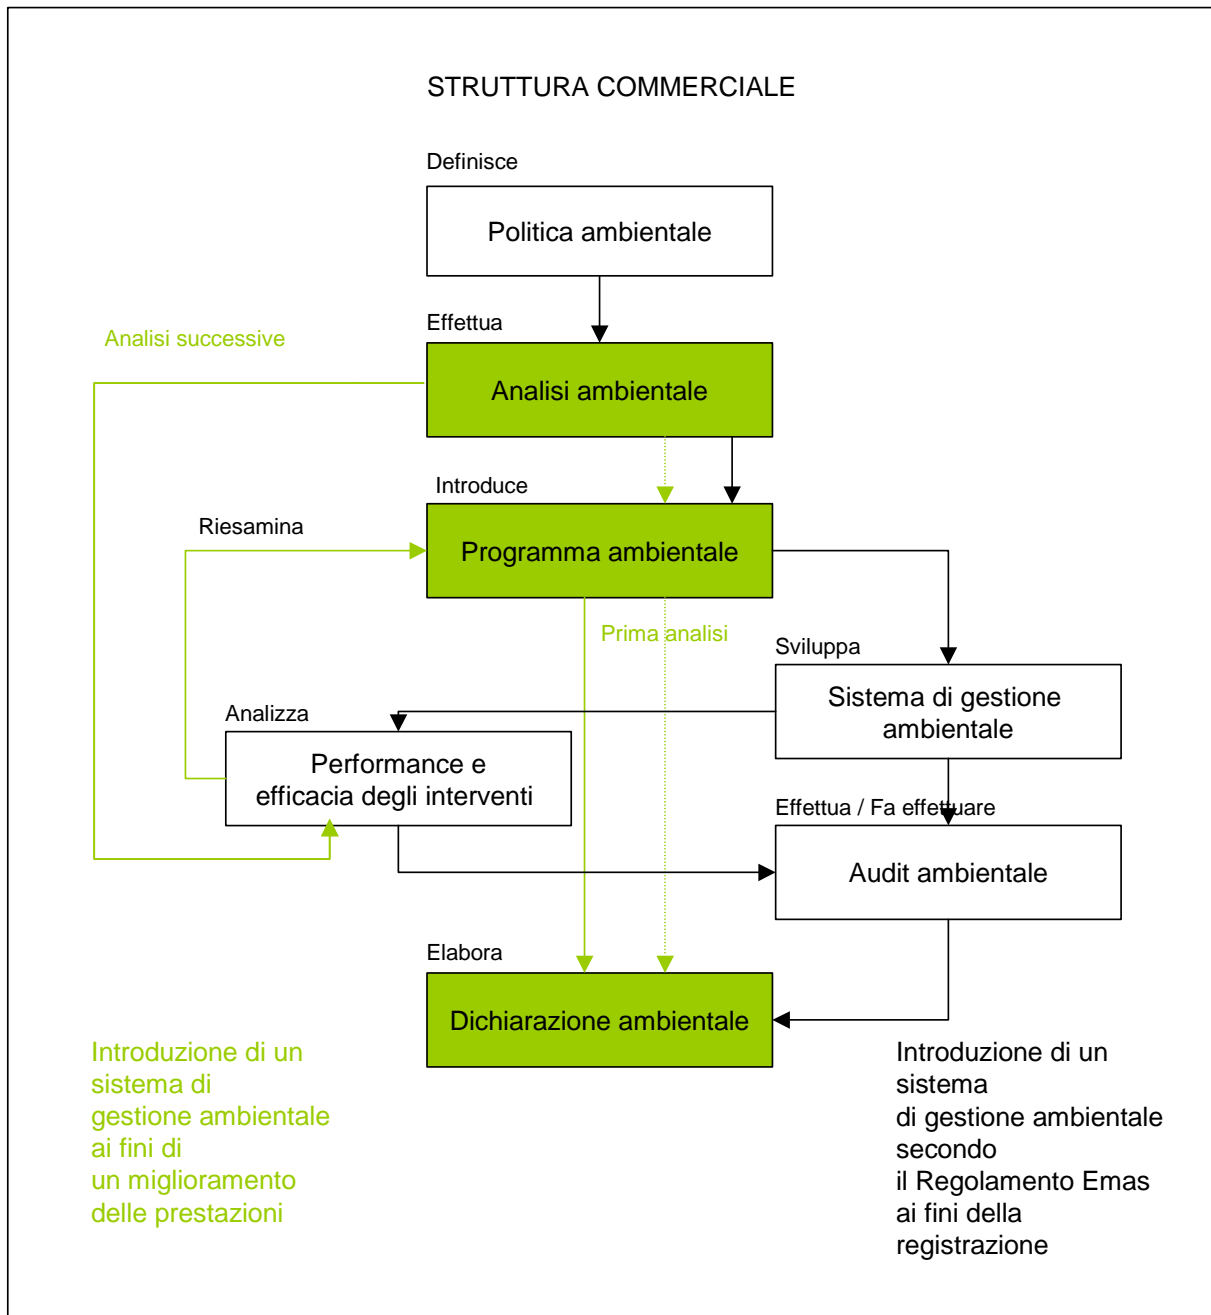 STRUTTURA COMMERCIALE
Definisce
Politica ambientale
Effettua
Analisi successive
Analisi ambientale
Introduce
Riesamina
Programma ambientale
Prima analisi
Sviluppa
Sistema di gestione
ambientale
Analizza
Performance e
efficacia degli interventi
Effettua / Fa effettuare
Audit ambientale
Elabora
Dichiarazione ambientale
Introduzione di un
sistema di
gestione ambientale
ai fini di
un miglioramento
delle prestazioni
Introduzione di un
sistema
di gestione ambientale
secondo
il Regolamento Emas
ai fini della
registrazione